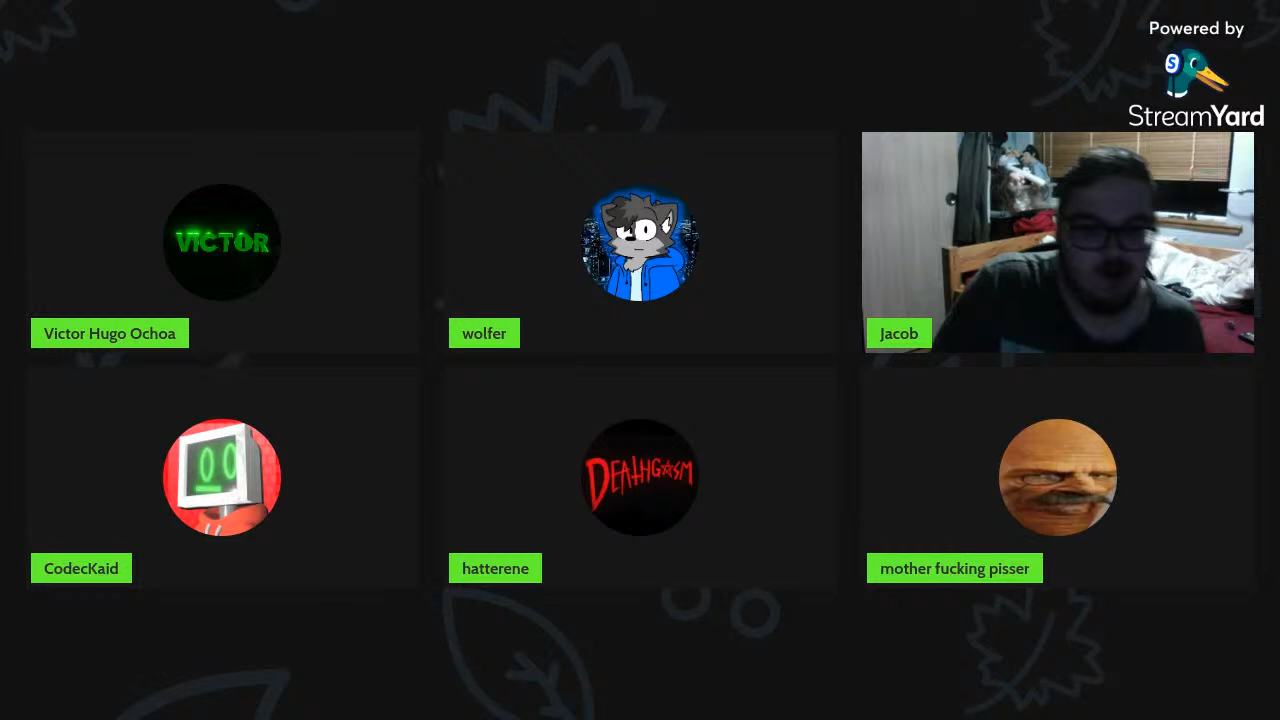 Powered by
StreamYard
VICTOR
Victor Hugo Ochoa
wolfer
Jacob
CodecKaid
DEATHGASM
hatterene
mother fucking pisser